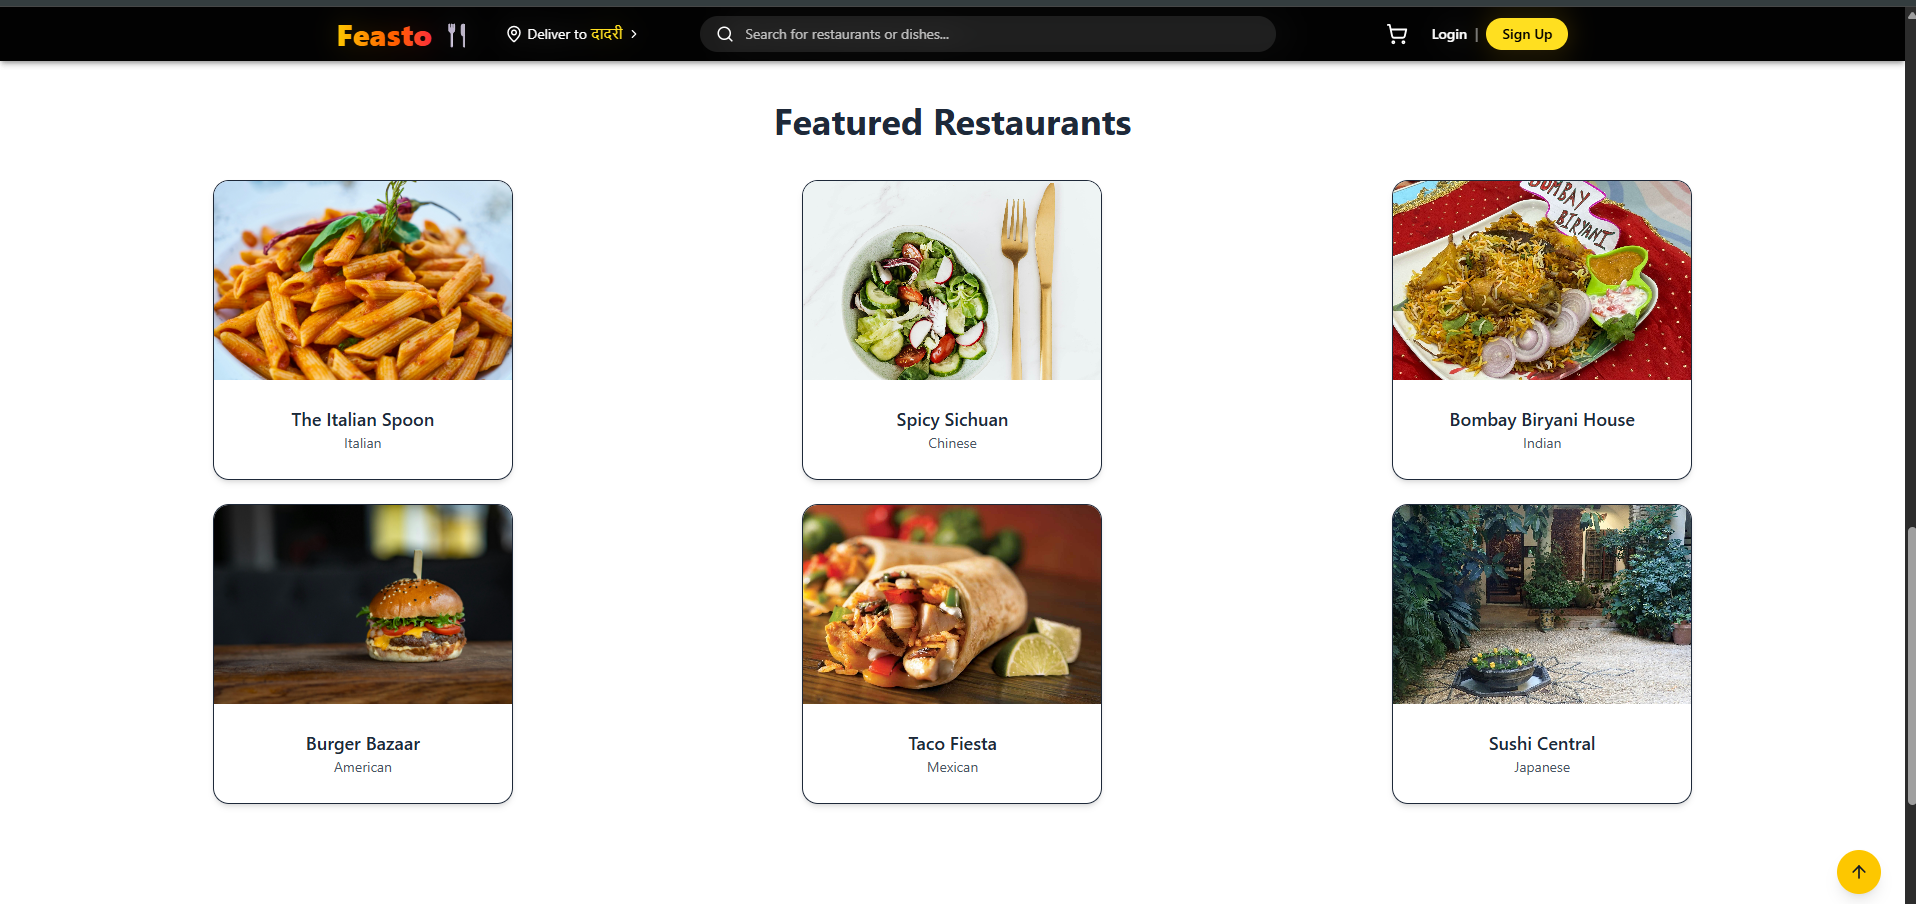 Feasto
Deliver to दादरी
Search for restaurants or dishes...
Login | Sign Up
Featured Restaurants
BOMBAY
BIRYANI
The Italian Spoon
Italian
Spicy Sichuan
Chinese
Bombay Biryani House
Indian
Burger Bazaar
American
Taco Fiesta
Mexican
Sushi Central
Japanese